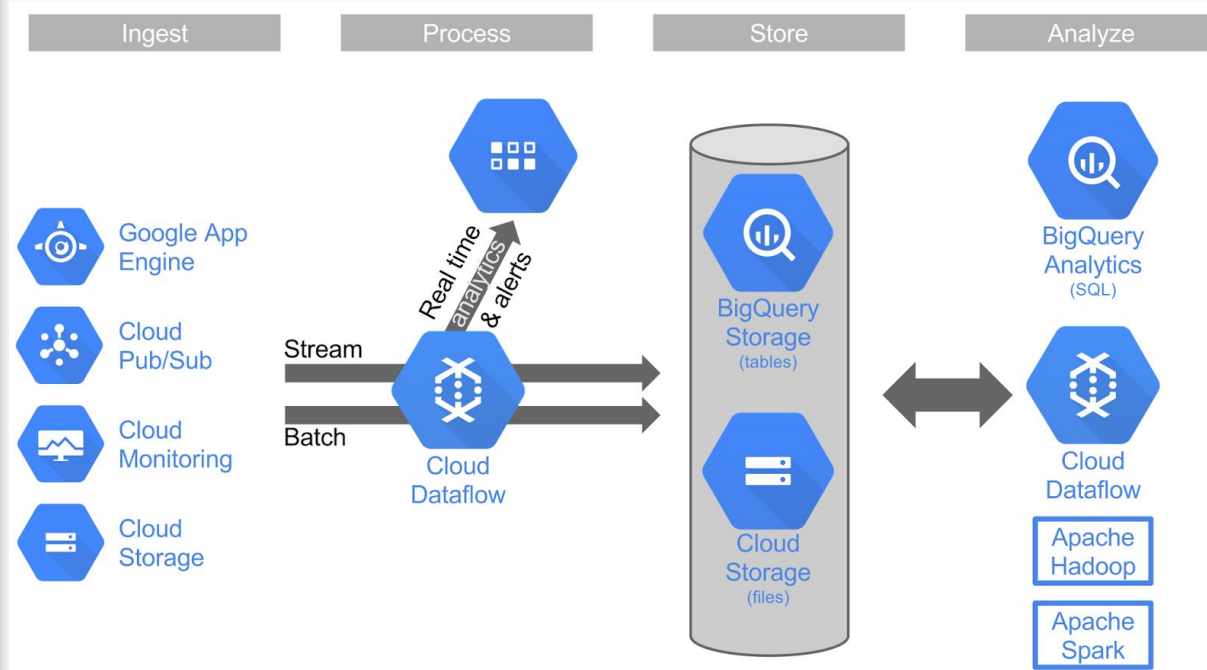 Ingest
Process
Store
Analyze
Google App
Engine
Cloud
Pub/Sub
Cloud
Monitoring
Cloud
Storage
Real time
analytics
& alerts
Stream
Batch
Cloud
Dataflow
BigQuery
Storage
(tables)
Cloud
Storage
(files)
BigQuery
Analytics
(SQL)
Cloud
Dataflow
Apache
Hadoop
Apache
Spark